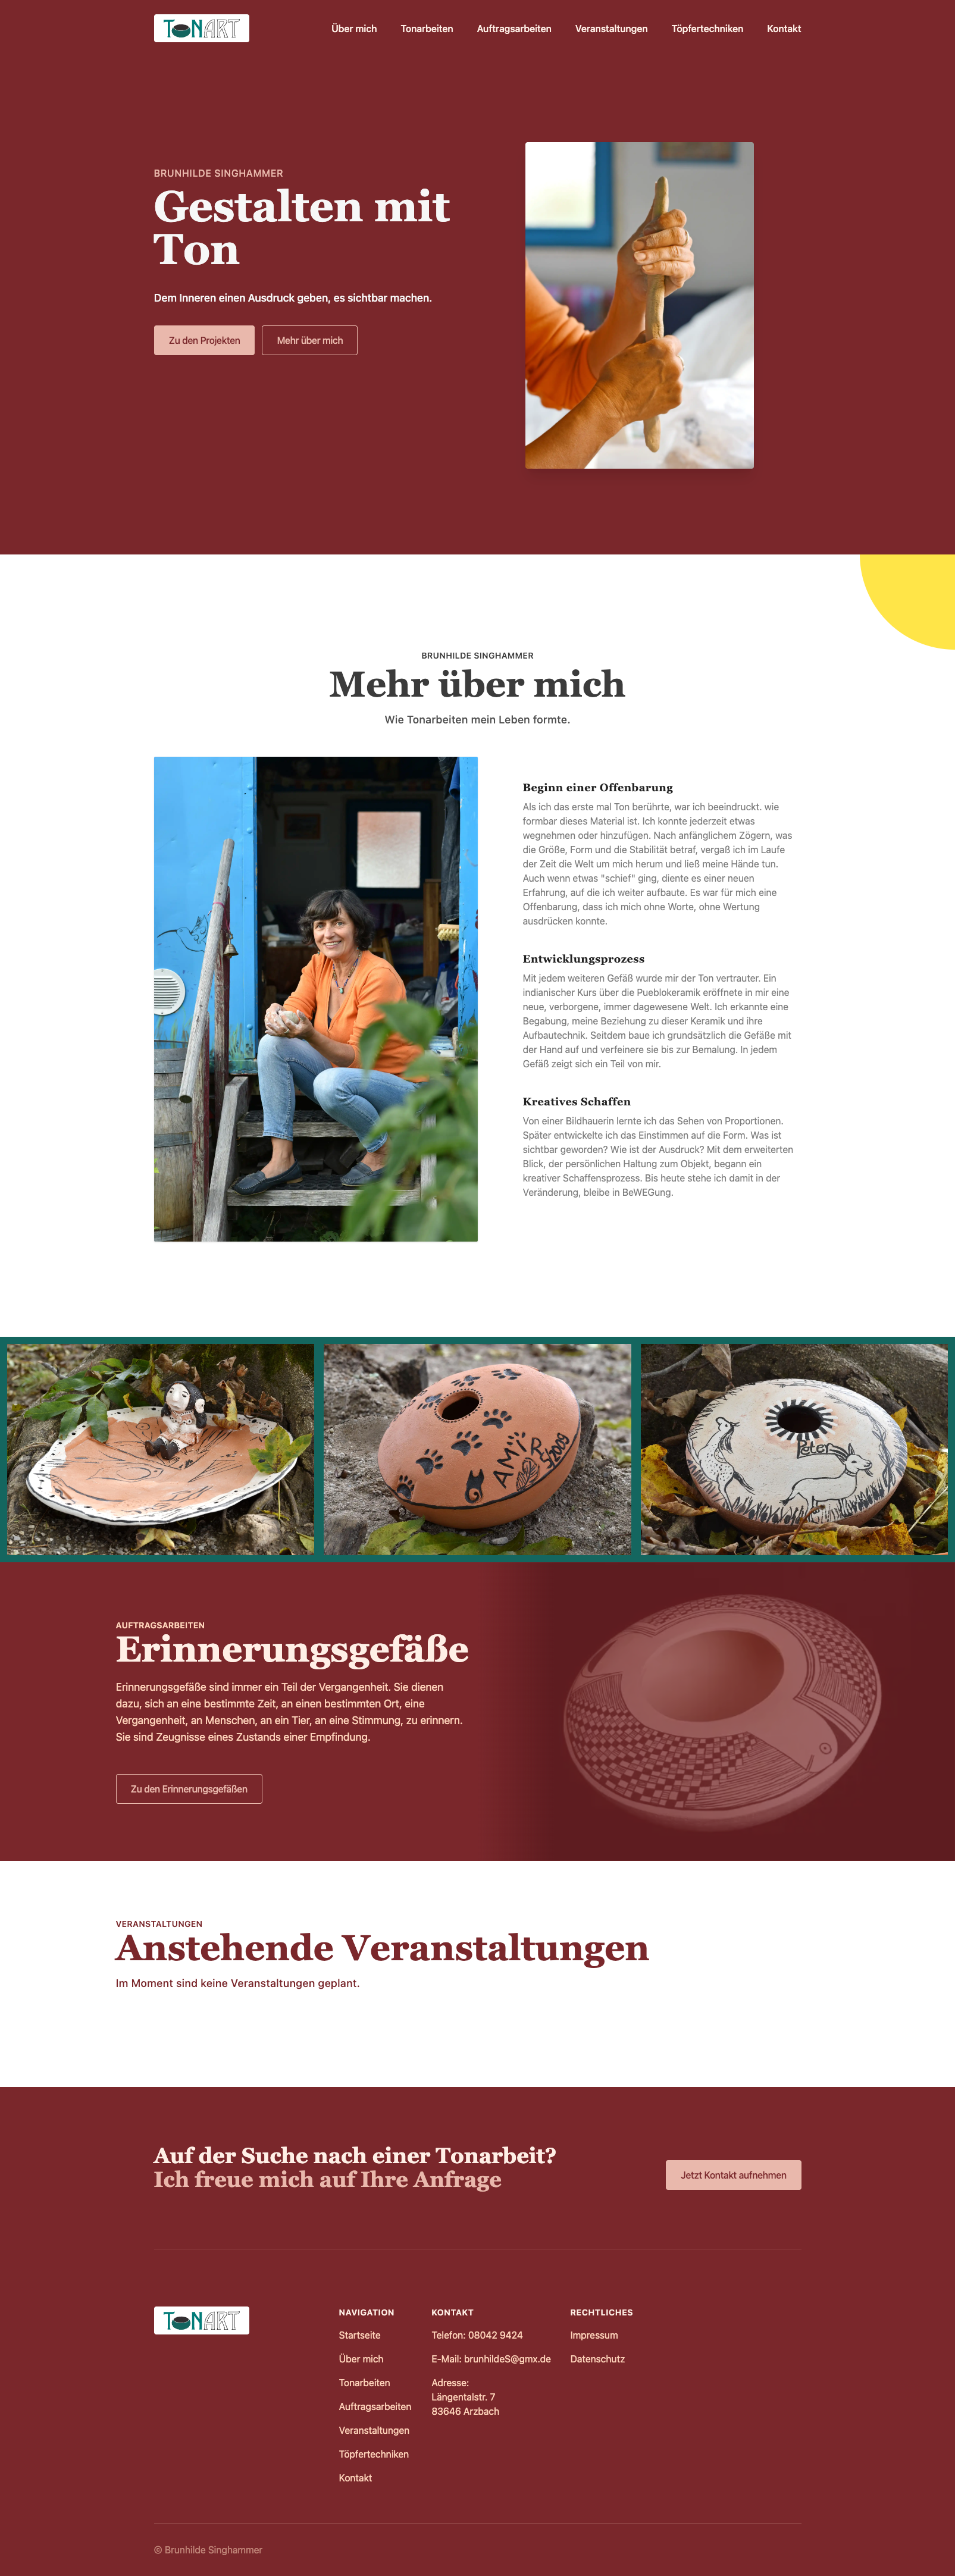 TONART
Über mich
Tonarbeiten
Auftragsarbeiten
Veranstaltungen
Töpfertechniken
Kontakt
BRUNHILDE SINGHAMMER
Gestalten mit
Ton
Dem Inneren einen Ausdruck geben, es sichtbar machen.
Zu den Projekten
Mehr über mich
BRUNHILDE SINGHAMMER
Mehr über mich
Wie Tonarbeiten mein Leben formte.
Beginn einer Offenbarung
Als ich das erste mal Ton berührte, war ich beeindruckt. wie
formbar dieses Material ist. Ich konnte jederzeit etwas
wegnehmen oder hinzufügen. Nach anfänglichem Zögern, was
die Größe, Form und die Stabilität betraf, vergaß ich im Laufe
der Zeit die Welt um mich herum und ließ meine Hände tun.
Auch wenn etwas "schief" ging, diente es einer neuen
Erfahrung, auf die ich weiter aufbaute. Es war für mich eine
Offenbarung, dass ich mich ohne Worte, ohne Wertung
ausdrücken konnte.
Entwicklungsprozess
Mit jedem weiteren Gefäß wurde mir der Ton vertrauter. Ein
indianischer Kurs über die Pueblokeramik eröffnete in mir eine
neue, verborgene, immer dagewesene Welt. Ich erkannte eine
Begabung, meine Beziehung zu dieser Keramik und ihre
Aufbautechnik. Seitdem baue ich grundsätzlich die Gefäße mit
der Hand auf und verfeinere sie bis zur Bemalung. In jedem
Gefäß zeigt sich ein Teil von mir.
Kreatives Schaffen
Von einer Bildhauerin lernte ich das Sehen von Proportionen.
Später entwickelte ich das Einstimmen auf die Form. Was ist
sichtbar geworden? Wie ist der Ausdruck? Mit dem erweiterten
Blick, der persönlichen Haltung zum Objekt, begann ein
kreativer Schaffensprozess. Bis heute stehe ich damit in der
Veränderung, bleibe in BeWEGung.
AMIR
5/2009
Peter
AUFTRAGSARBEITEN
Erinnerungsgefäße
Erinnerungsgefäße sind immer ein Teil der Vergangenheit. Sie dienen
dazu, sich an eine bestimmte Zeit, an einen bestimmten Ort, eine
Vergangenheit, an Menschen, an ein Tier, an eine Stimmung, zu erinnern.
Sie sind Zeugnisse eines Zustands einer Empfindung.
Zu den Erinnerungsgefäßen
VERANSTALTUNGEN
Anstehende Veranstaltungen
Im Moment sind keine Veranstaltungen geplant.
Auf der Suche nach einer Tonarbeit?
Ich freue mich auf Ihre Anfrage
Jetzt Kontakt aufnehmen
TONART
NAVIGATION
Startseite
Über mich
Tonarbeiten
Auftragsarbeiten
Veranstaltungen
Töpfertechniken
Kontakt
KONTAKT
Telefon: 08042 9424
E-Mail: brunhildeS@gmx.de
Adresse:
Längentalstr. 7
83646 Arzbach
RECHTLICHES
Impressum
Datenschutz
© Brunhilde Singhammer